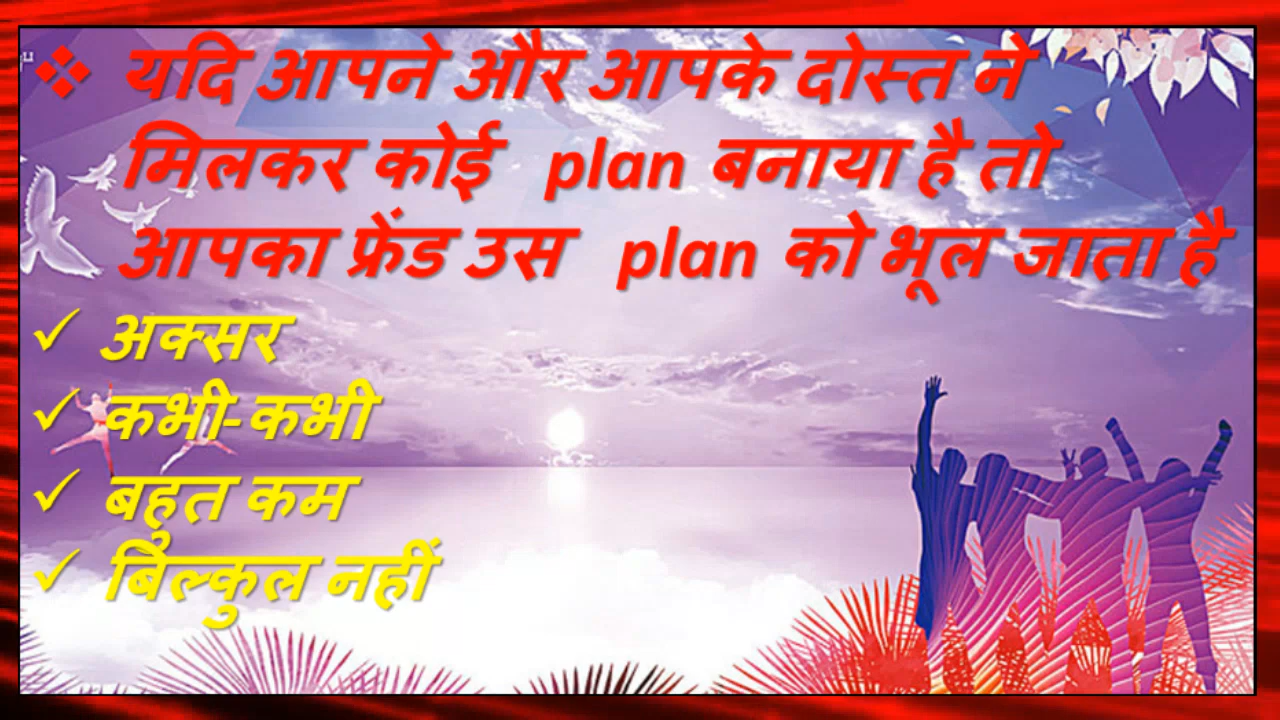 ❖ यदि आपने और आपके दोस्त ने
मिलकर कोई plan बनाया है तो
आपका फ्रेंड उस plan को भूल जाता है
✓ अक्सर
✓ कभी-कभी
✓ बहुत कम
✓ बिल्कुल नहीं